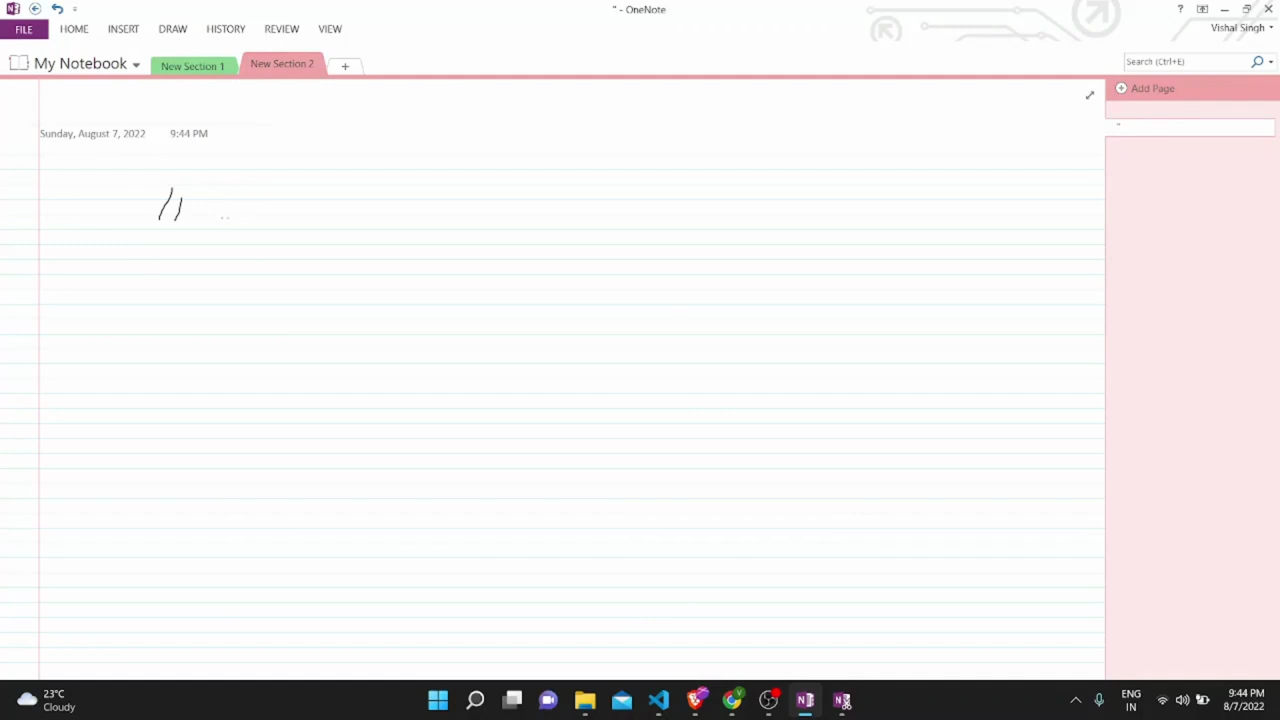 " - OneNote
?
Vishal Singh
FILE HOME INSERT DRAW HISTORY REVIEW VIEW
My Notebook New Section 1 New Section 2 +
Search (Ctrl+E)
Add Page
"
Sunday, August 7, 2022 9:44 PM
//
23°C
Cloudy
ENG
IN
9:44 PM
8/7/2022